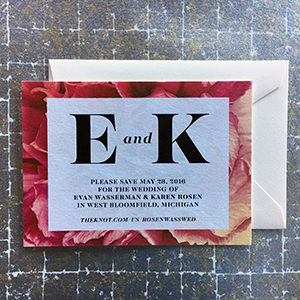 E and K
PLEASE SAVE MAY 28, 2016
FOR THE WEDDING OF
EVAN WASSERMAN & KAREN ROSEN
IN WEST BLOOMFIELD, MICHIGAN
THEKNOT.COM/US/ROSENWASSWED